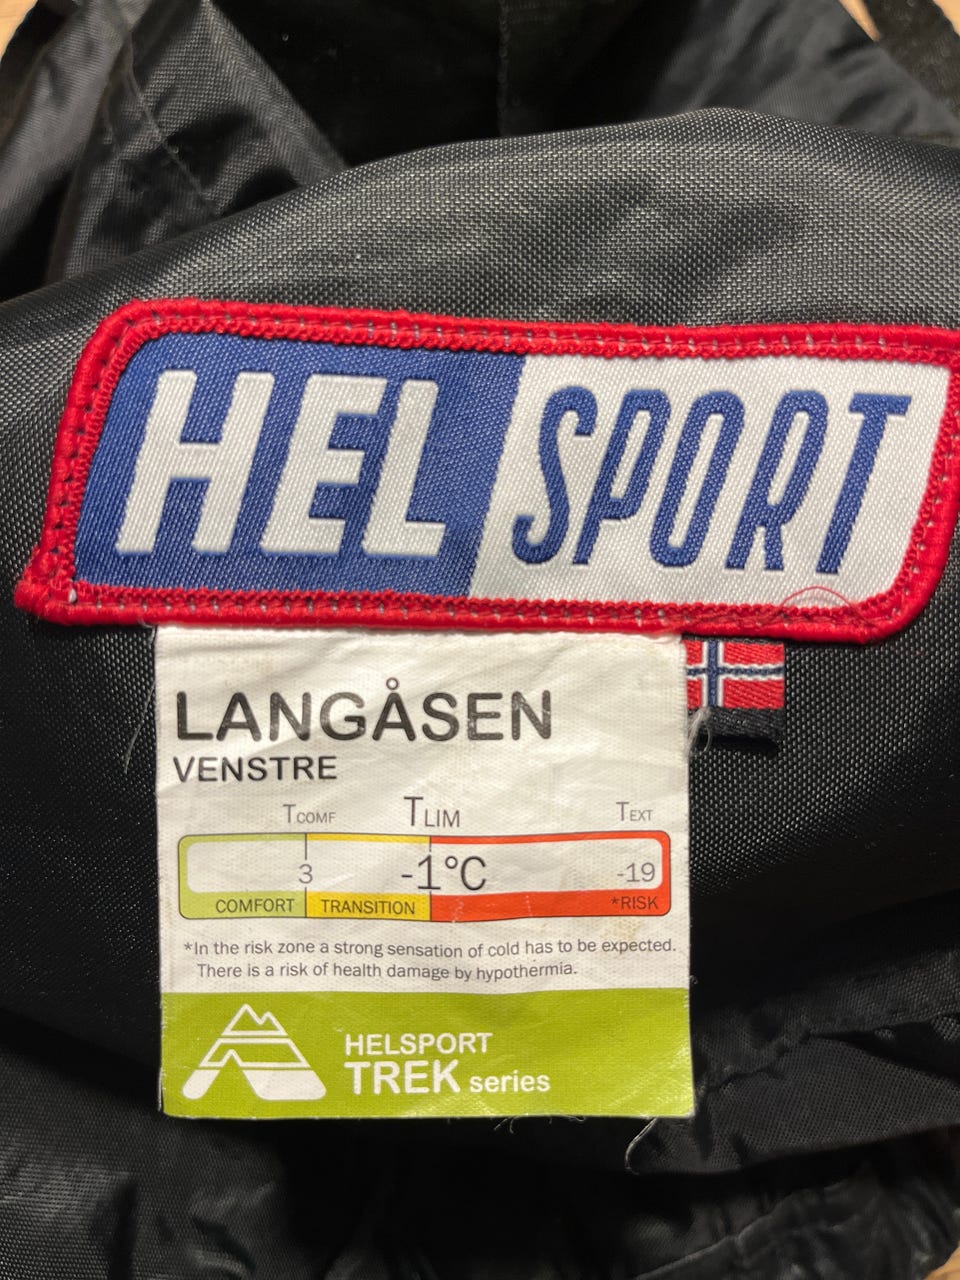 HEL SPORT
LANGÅSEN
VENSTRE
TCOMF TLIM TEXT
3 -1°C -19
COMFORT TRANSITION *RISK
*In the risk zone a strong sensation of cold has to be expected.
There is a risk of health damage by hypothermia.
HELSPORT
TREK series